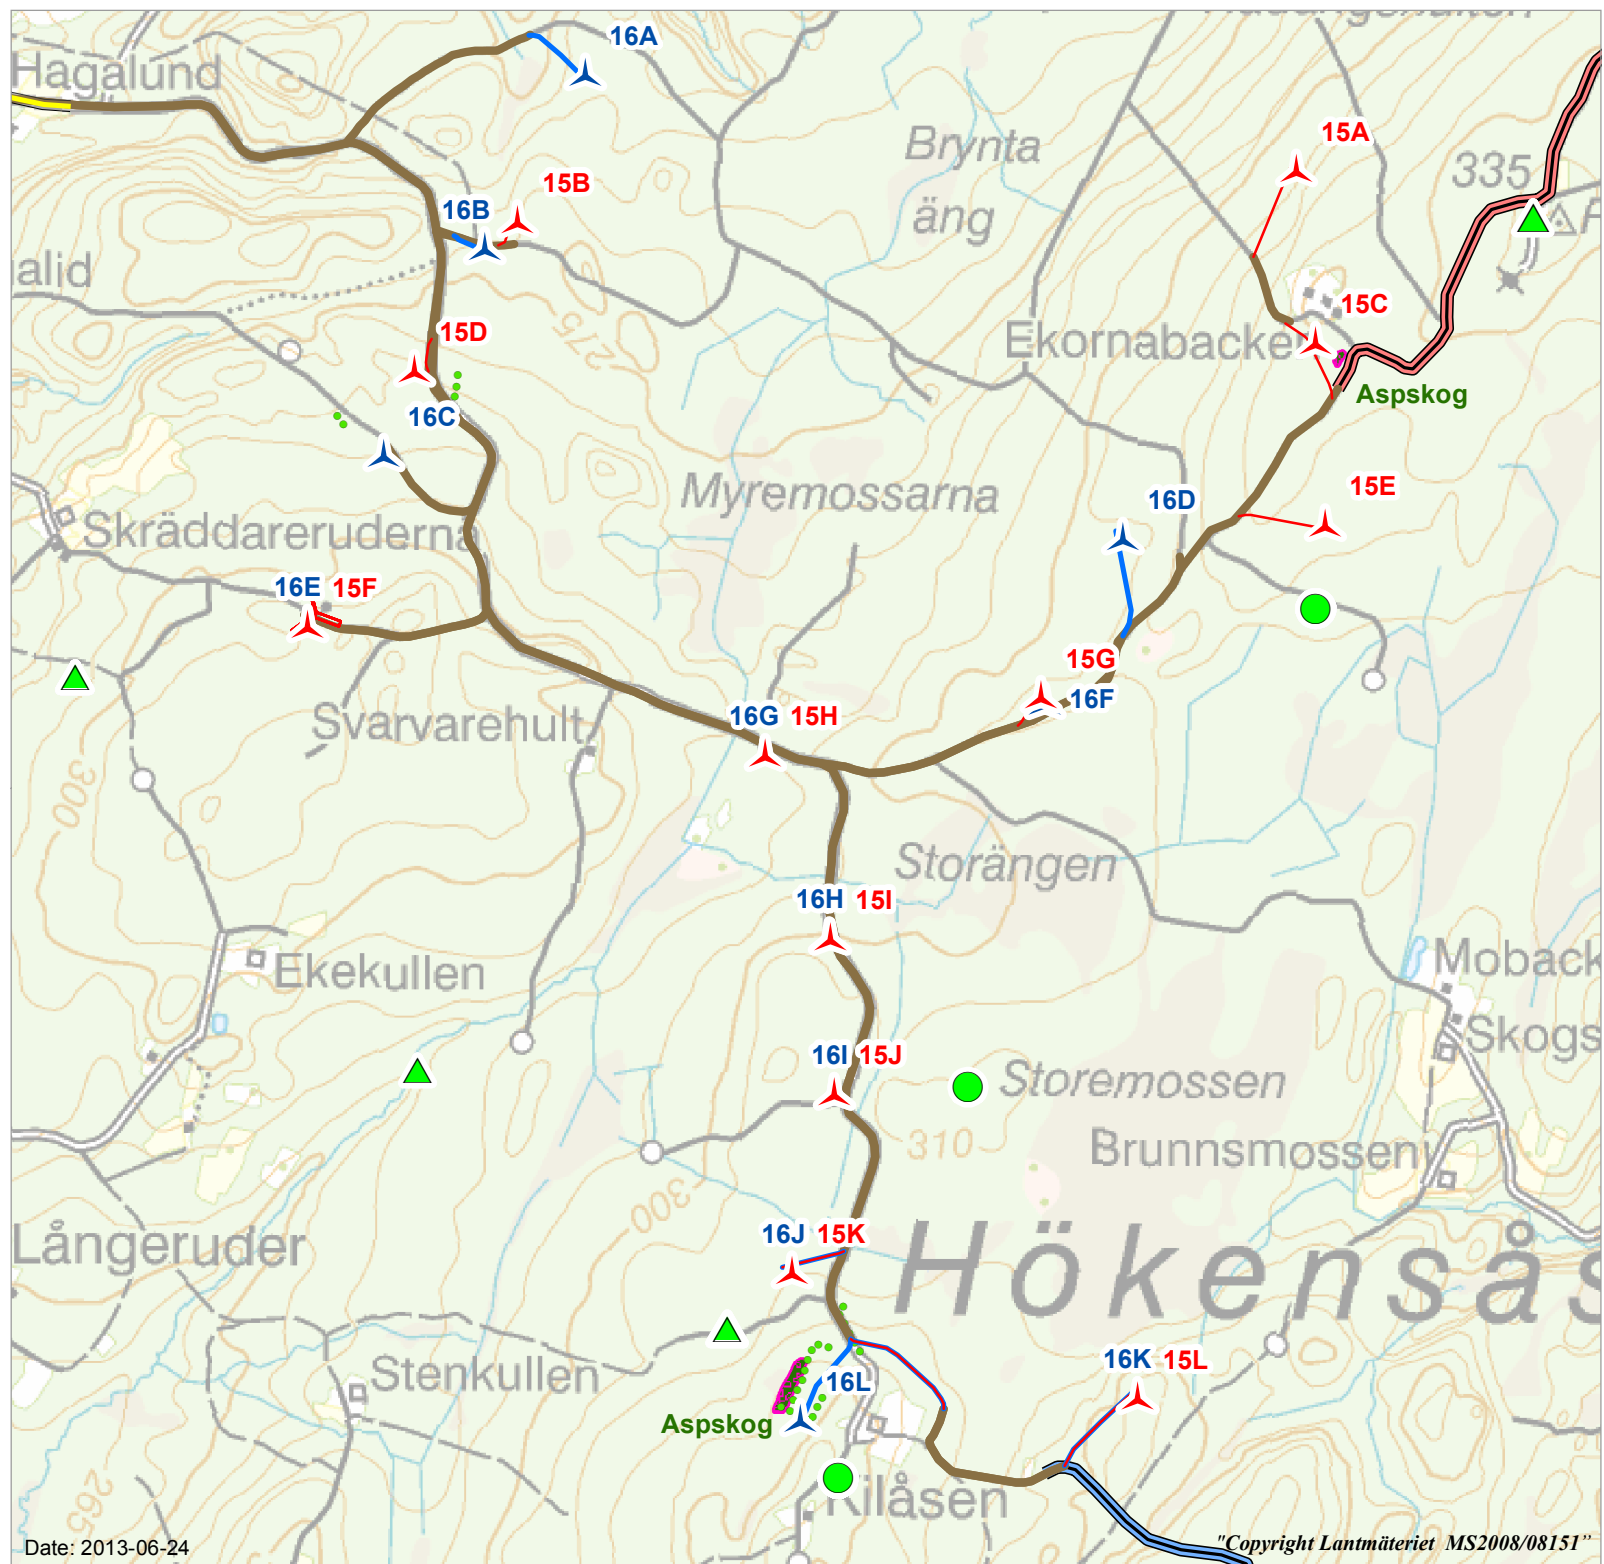 Hagalund
16A
15A
Brynta
äng
335
15B
16B
alid
15C
15D
275
Ekornabacke
Aspskog
16C
Myremossarna
16D
15E
Skräddareruderna
16E 15F
15G
16F
Svarvarehult
16G 15H
300
Storängen
16H 15I
Ekekullen
Moback
Skogs
16I 15J
Storemossen
310
Brunnsmossen
300
Långeruder
16J 15K
Hökenså
Stenkullen
16L
16K 15L
Aspskog
265
Kilåsen
Date: 2013-06-24
"Copyright Lantmäteriet MS2008/08151”